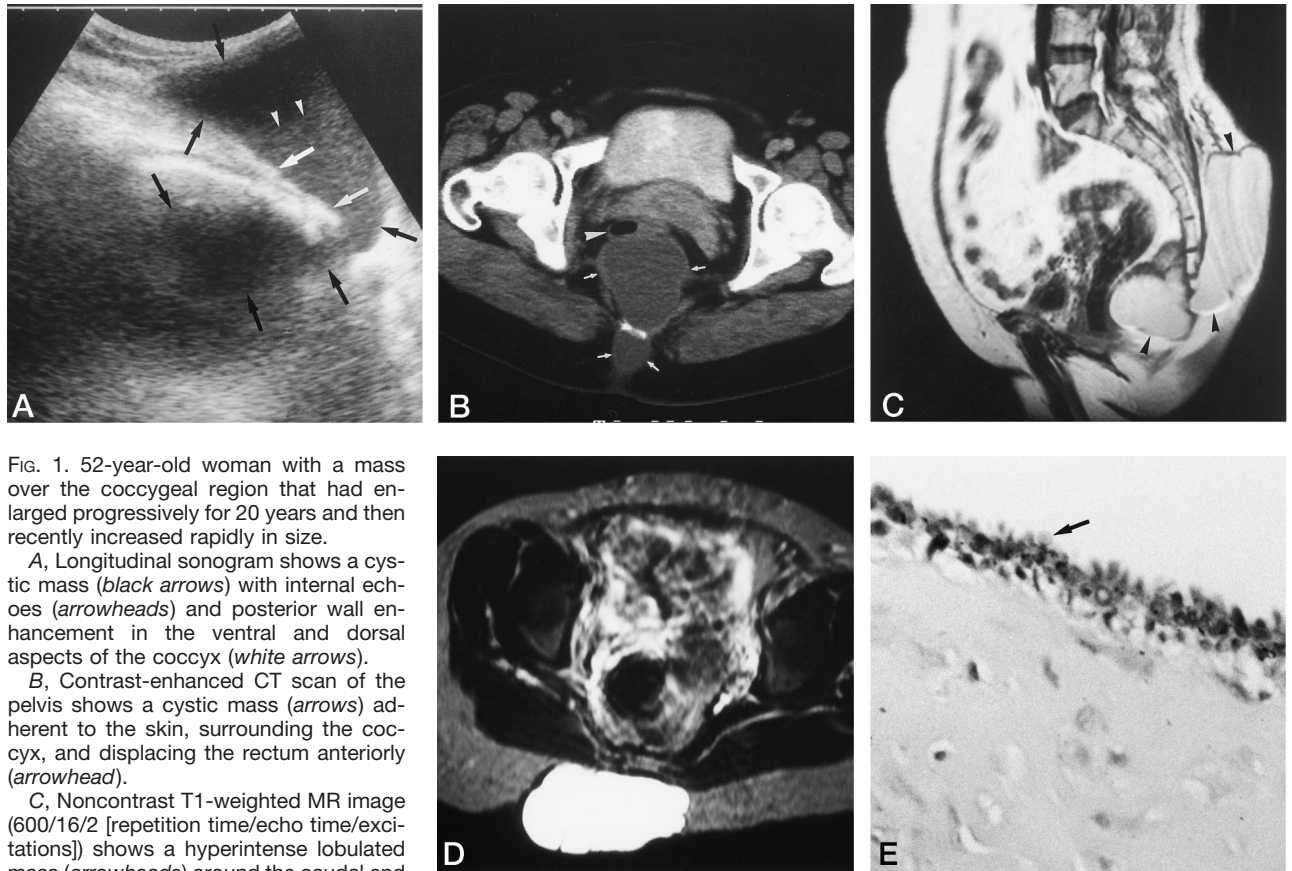 A
B
C
FIG. 1. 52-year-old woman with a mass
over the coccygeal region that had en-
larged progressively for 20 years and then
recently increased rapidly in size.
A, Longitudinal sonogram shows a cys-
tic mass (black arrows) with internal ech-
oes (arrowheads) and posterior wall en-
hancement in the ventral and dorsal
aspects of the coccyx (white arrows).
B, Contrast-enhanced CT scan of the
pelvis shows a cystic mass (arrows) ad-
herent to the skin, surrounding the coc-
cyx, and displacing the rectum anteriorly
(arrowhead).
C, Noncontrast T1-weighted MR image
(600/16/2 [repetition time/echo time/exci-
tations]) shows a hyperintense lobulated
mass (arrowheads) around the caudal end
D
E